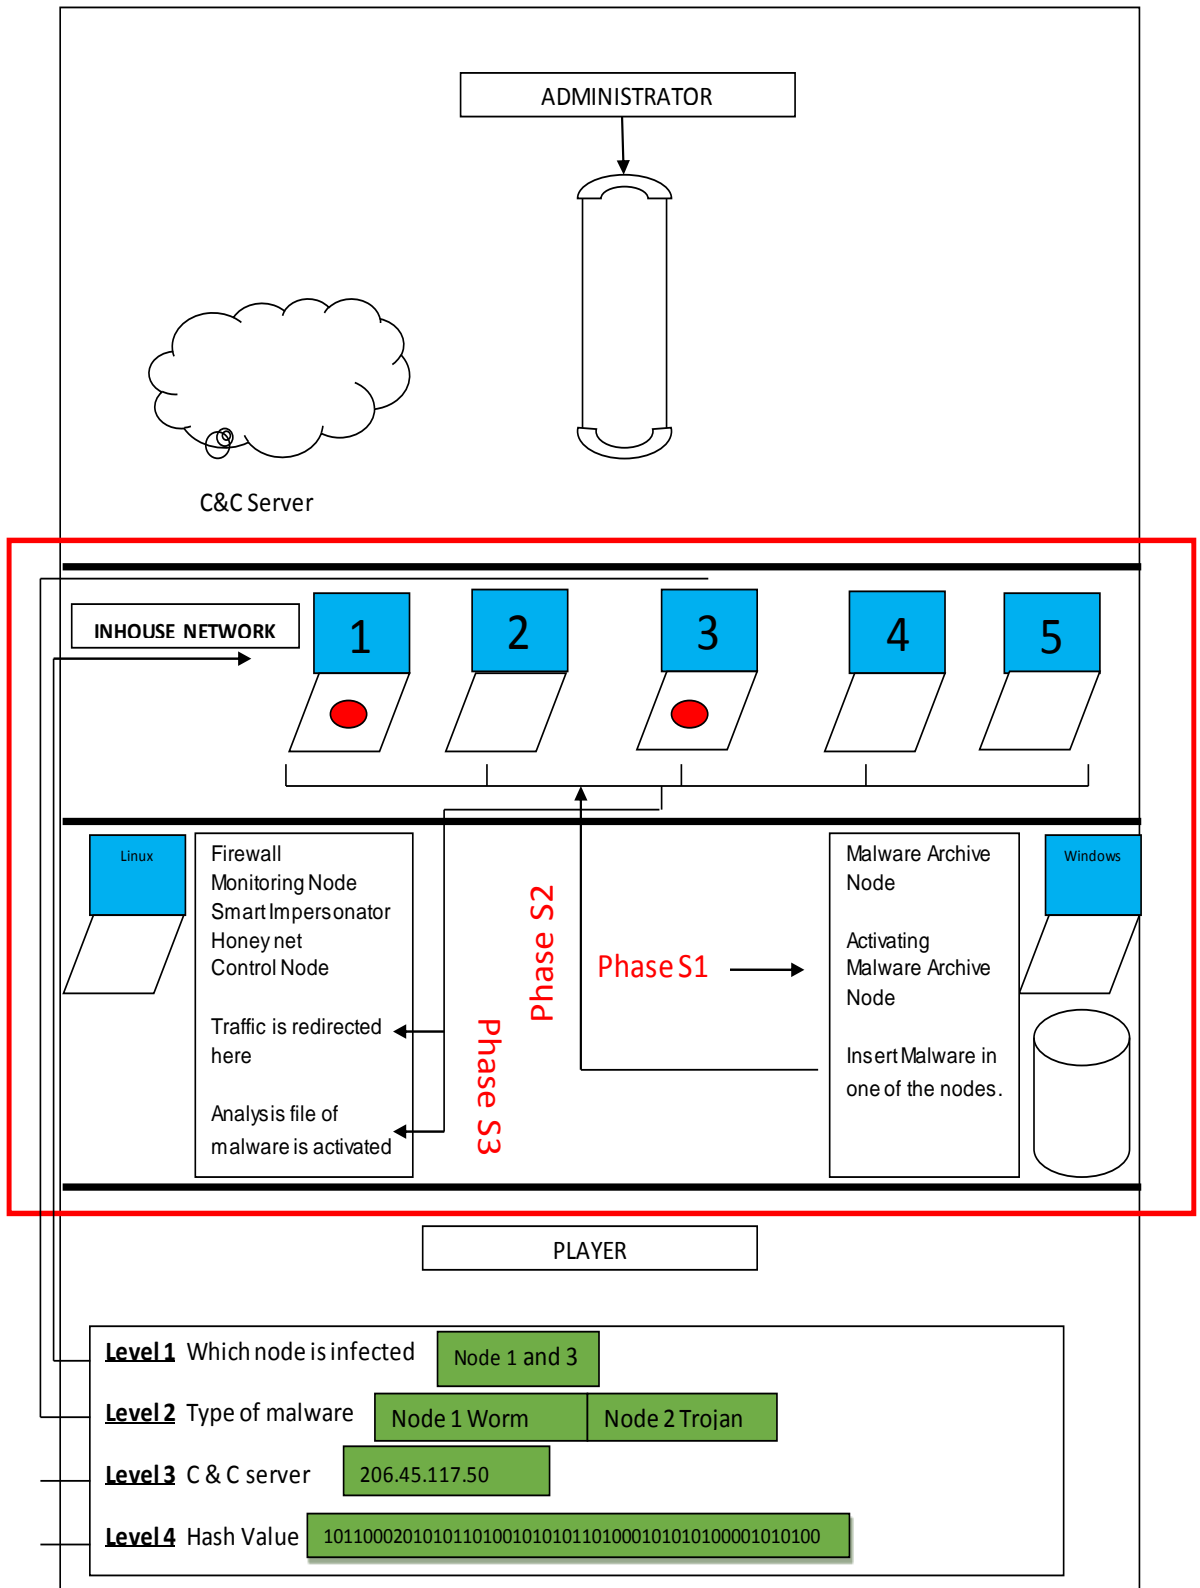 ADMINISTRATOR
C&C Server
INHOUSE NETWORK
1
2
3
4
5
Linux
Firewall
Monitoring Node
Smart Impersonator
Honey net
Control Node
Traffic is redirected
here
Analysis file of
malware is activated
Phase S3
Phase S2
Phase S1
Malware Archive
Node
Activating
Malware Archive
Node
Insert Malware in
one of the nodes.
Windows
PLAYER
Level 1 Which node is infected Node 1 and 3
Level 2 Type of malware Node 1 Worm Node 2 Trojan
Level 3 C & C server 206.45.117.50
Level 4 Hash Value 1011000201010110100101010110100010101010000101010​0